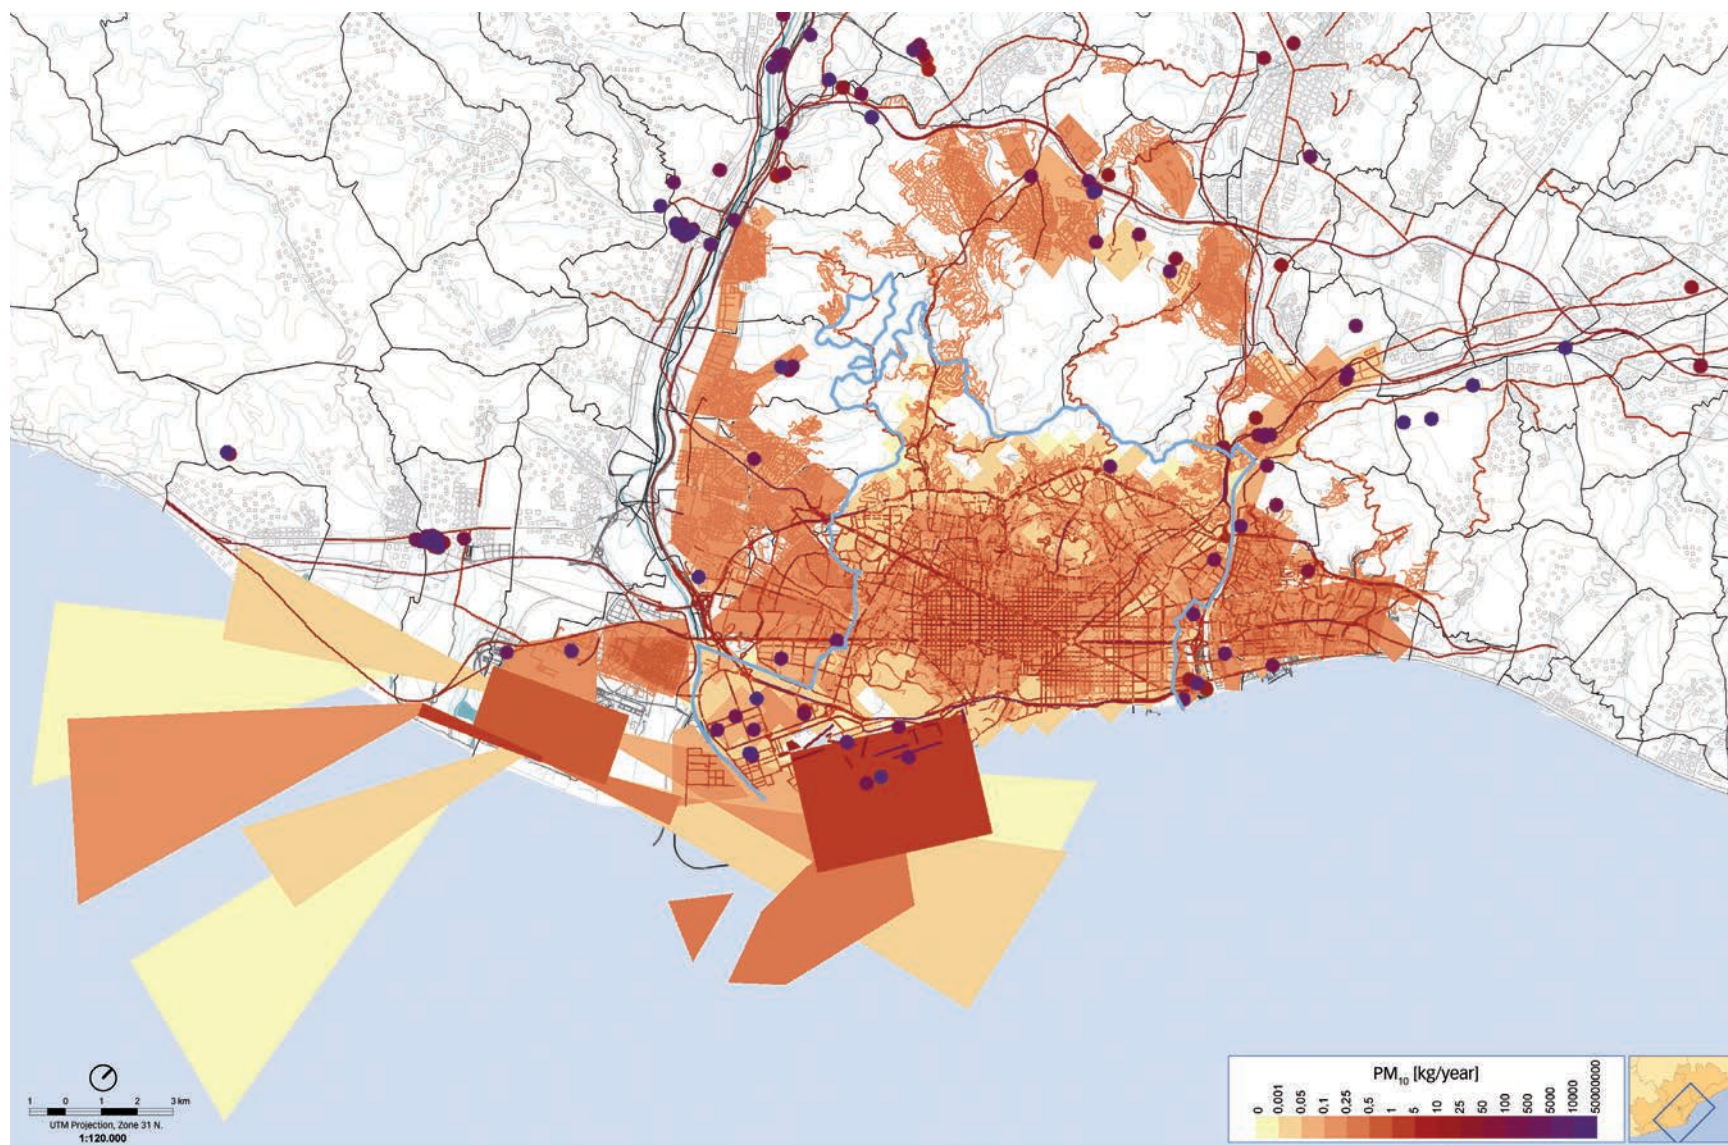 PM₁₀ [kg/year]
0 0.001 0,05 0,1 0,25 0,5 1 5 10 25 50 100 500 5000 10000 50000000
1 0 1 2 3 km
UTM Projection, Zone 31 N.
1:120.000